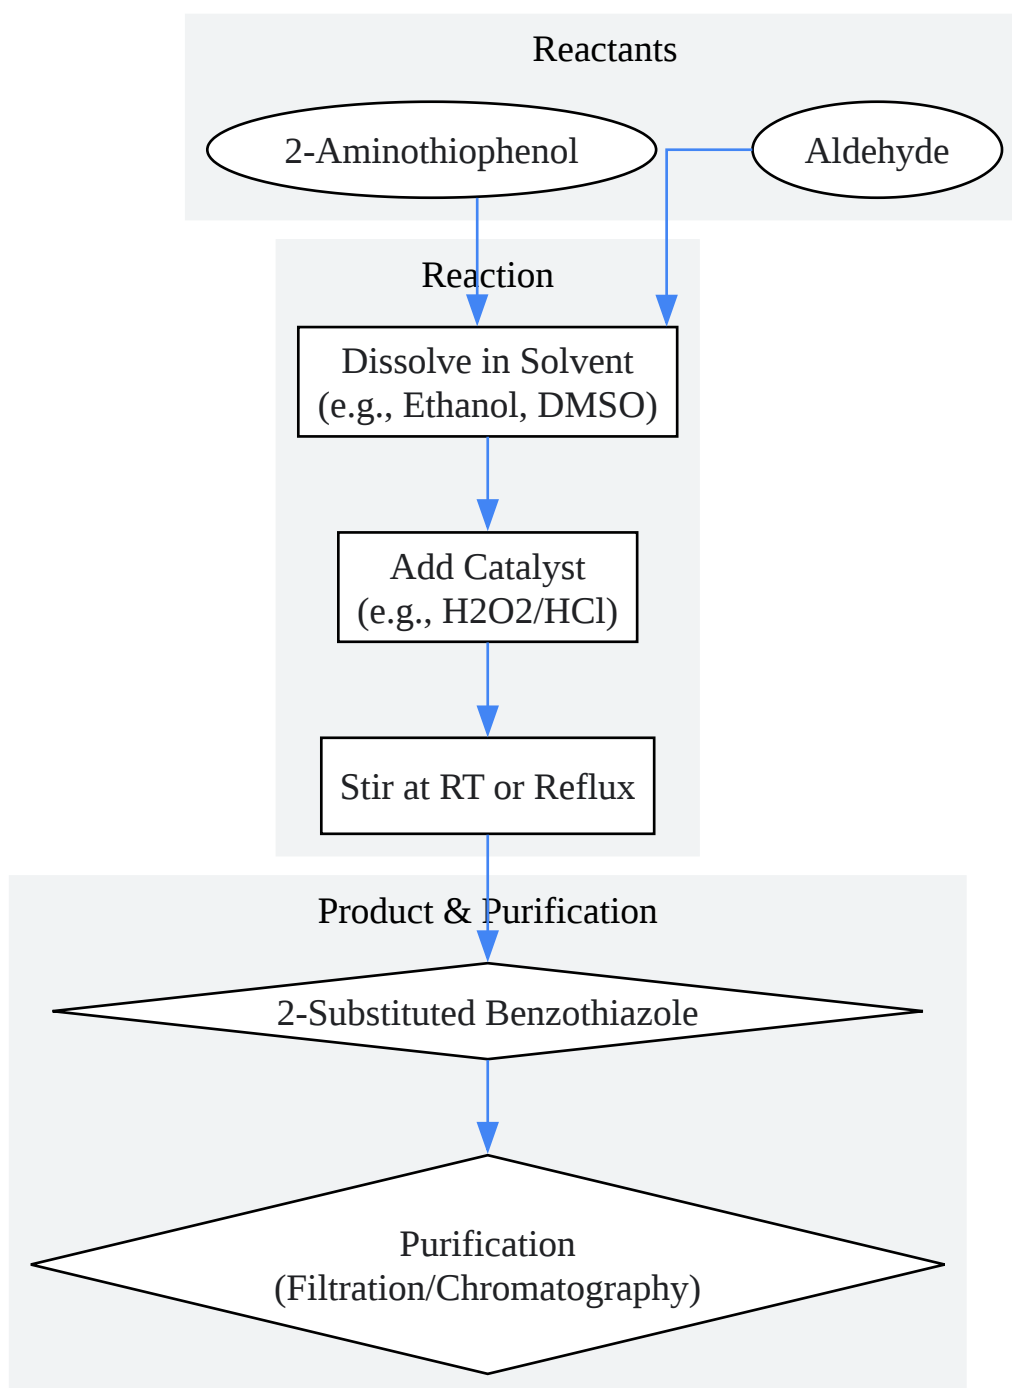 Reactants
2-Aminothiophenol
Aldehyde
Reaction
Dissolve in Solvent
(e.g., Ethanol, DMSO)
Add Catalyst
(e.g., H2O2/HCl)
Stir at RT or Reflux
Product & Purification
2-Substituted Benzothiazole
Purification
(Filtration/Chromatography)